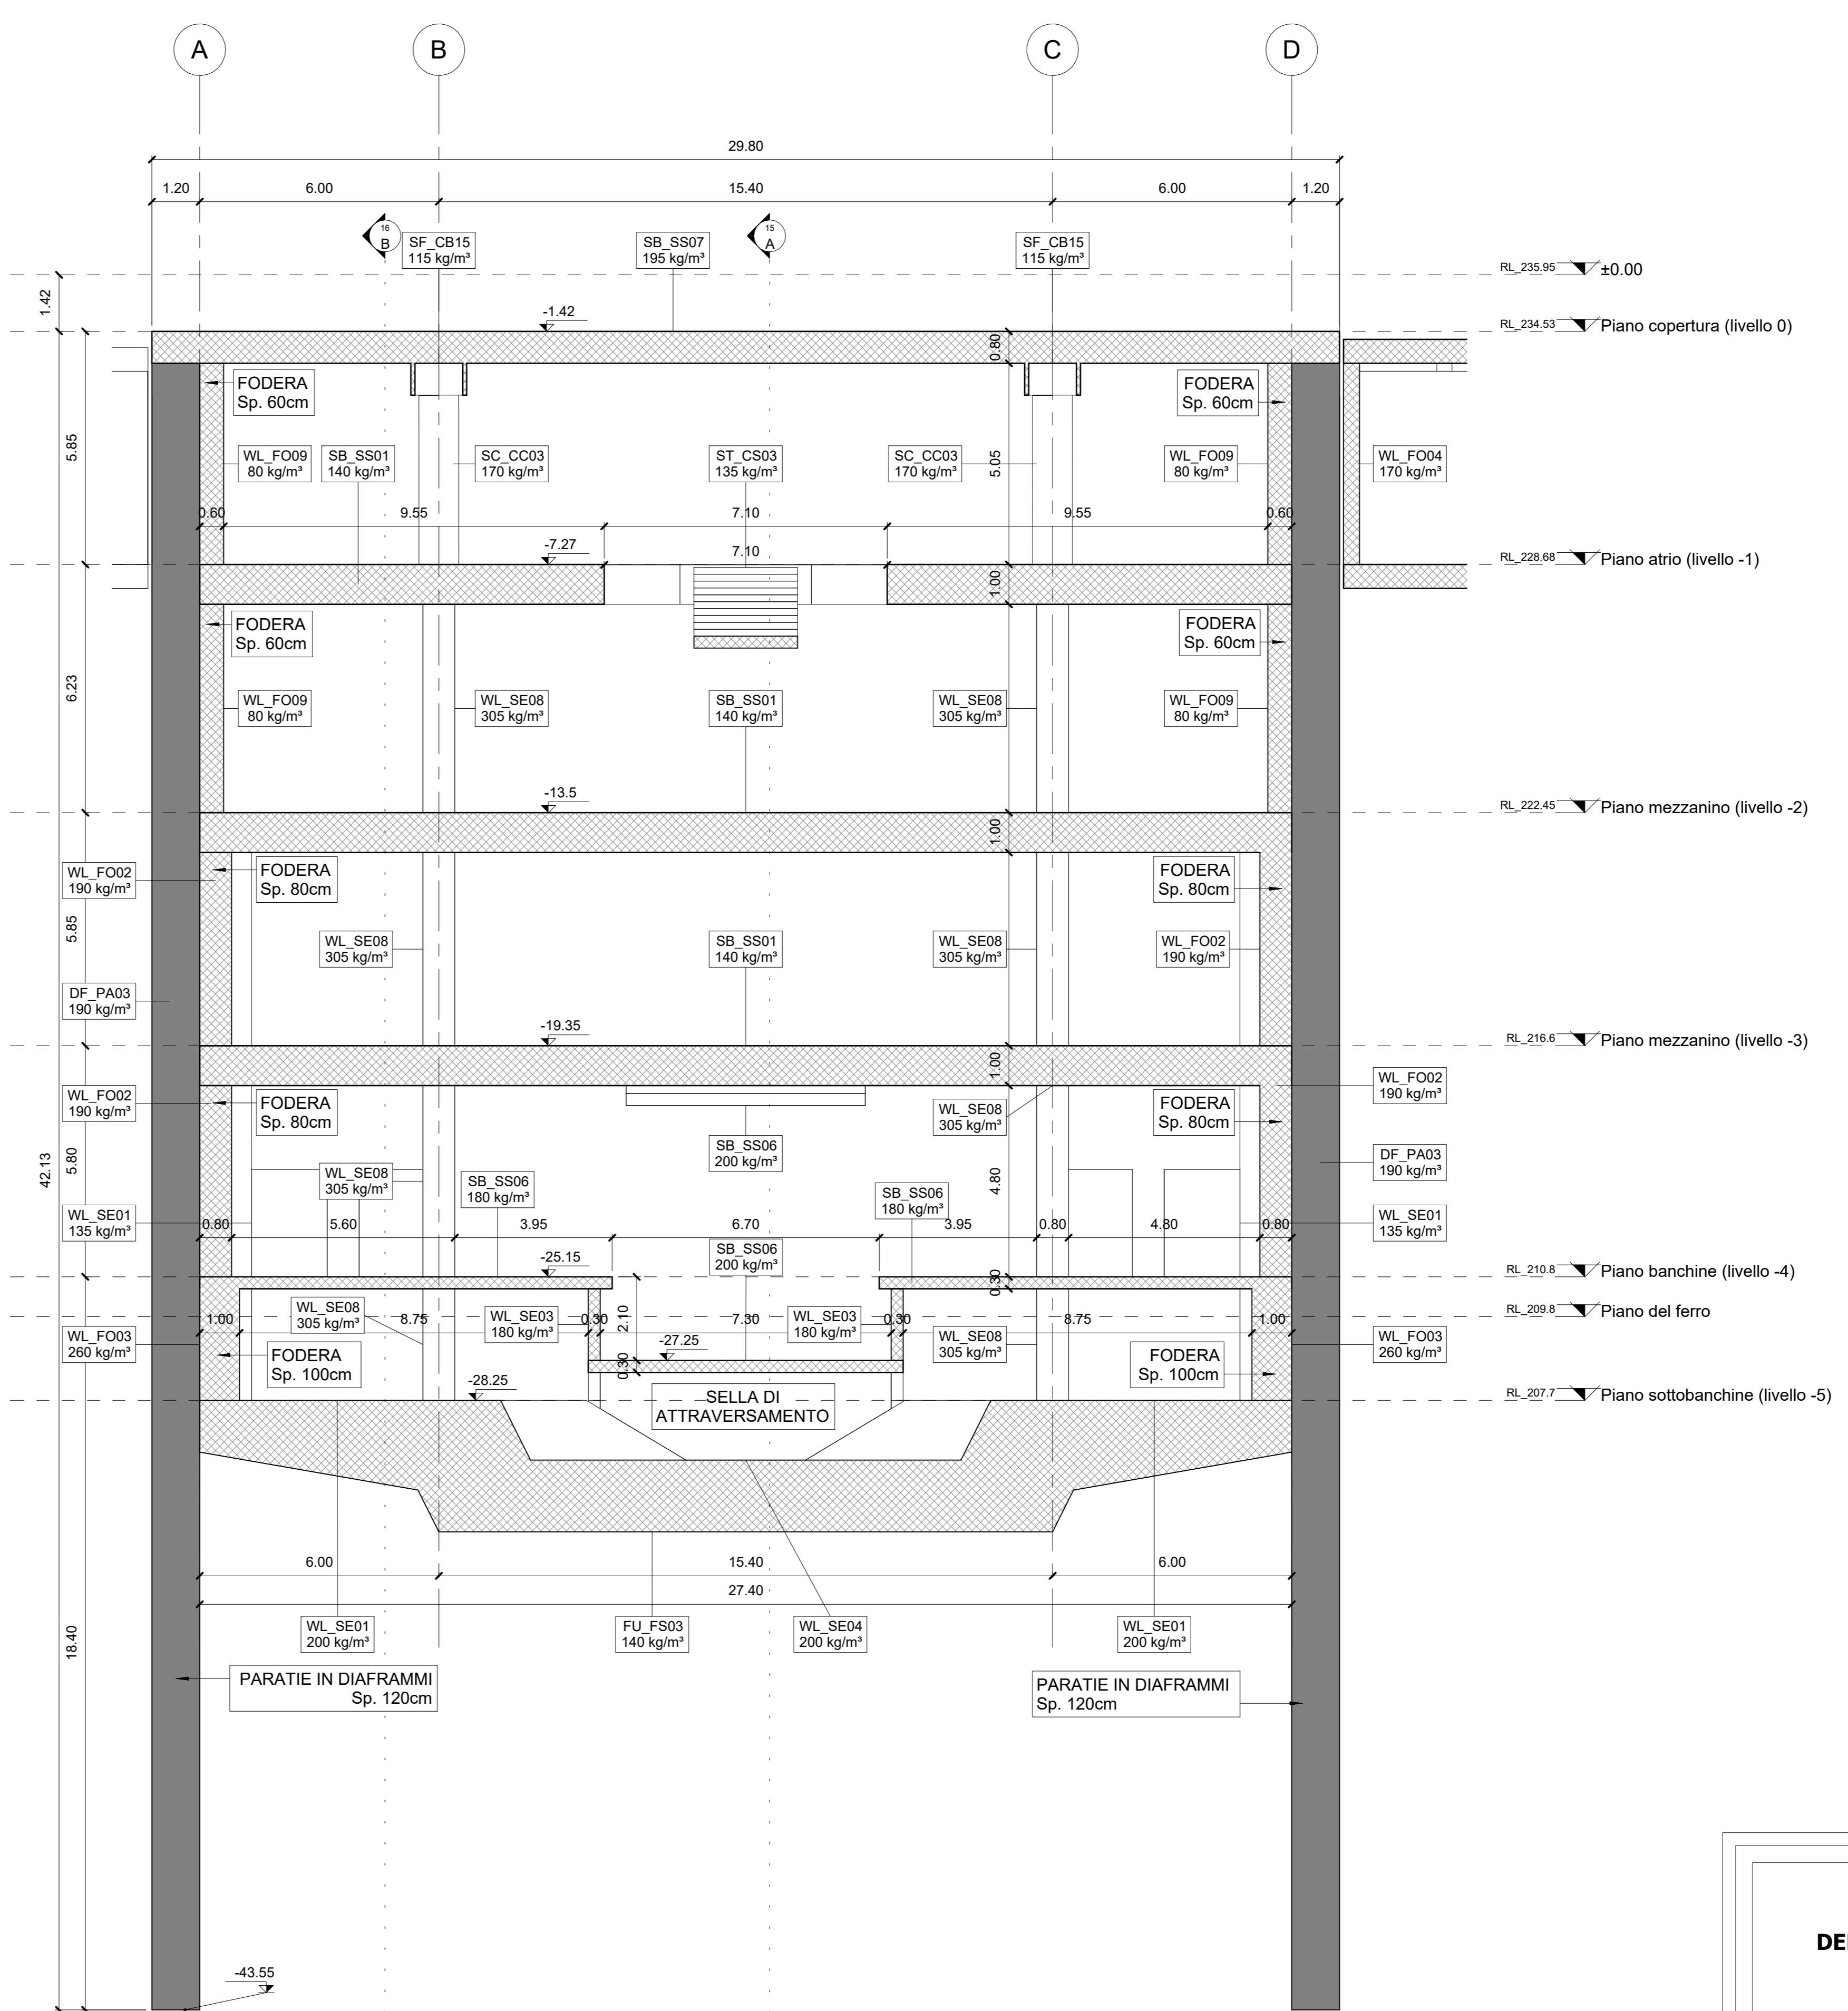 A
B
C
D
29.80
1.20
6.00
15.40
6.00
1.20
16
B
SF_CB15
115 kg/m³
SB_SS07
195 kg/m³
15
A
SF_CB15
115 kg/m³
RL_235.95
±0.00
1.42
-1.42
RL_234.53
Piano copertura (livello 0)
0.80
FODERA
Sp. 60cm
FODERA
Sp. 60cm
5.85
WL_FO09
80 kg/m³
SB_SS01
140 kg/m³
SC_CC03
170 kg/m³
ST_CS03
135 kg/m³
SC_CC03
170 kg/m³
5.05
WL_FO09
80 kg/m³
WL_FO04
170 kg/m³
0.60
9.55
7.10
9.55
0.60
-7.27
7.10
RL_228.68
Piano atrio (livello -1)
1.00
FODERA
Sp. 60cm
FODERA
Sp. 60cm
6.23
WL_FO09
80 kg/m³
WL_SE08
305 kg/m³
SB_SS01
140 kg/m³
WL_SE08
305 kg/m³
WL_FO09
80 kg/m³
-13.5
RL_222.45
Piano mezzanino (livello -2)
1.00
WL_FO02
190 kg/m³
FODERA
Sp. 80cm
FODERA
Sp. 80cm
5.85
WL_SE08
305 kg/m³
SB_SS01
140 kg/m³
WL_SE08
305 kg/m³
WL_FO02
190 kg/m³
DF_PA03
190 kg/m³
-19.35
RL_216.6
Piano mezzanino (livello -3)
1.00
WL_FO02
190 kg/m³
WL_FO02
190 kg/m³
FODERA
Sp. 80cm
WL_SE08
305 kg/m³
FODERA
Sp. 80cm
SB_SS06
200 kg/m³
42.13
5.80
WL_SE08
305 kg/m³
SB_SS06
180 kg/m³
4.80
SB_SS06
180 kg/m³
DF_PA03
190 kg/m³
WL_SE01
135 kg/m³
WL_SE01
135 kg/m³
0.80
5.60
3.95
6.70
3.95
0.80
4.80
0.80
-25.15
SB_SS06
200 kg/m³
RL_210.8
Piano banchine (livello -4)
0.30
WL_SE08
305 kg/m³
WL_SE03
180 kg/m³
2.10
WL_SE03
180 kg/m³
RL_209.8
Piano del ferro
1.00
8.75
0.30
7.30
0.30
8.75
1.00
WL_FO03
260 kg/m³
WL_SE08
305 kg/m³
WL_FO03
260 kg/m³
-27.25
FODERA
Sp. 100cm
0.30
FODERA
Sp. 100cm
-28.25
SELLA DI
ATTRAVERSAMENTO
RL_207.7
Piano sottobanchine (livello -5)
6.00
15.40
6.00
27.40
18.40
WL_SE01
200 kg/m³
FU_FS03
140 kg/m³
WL_SE04
200 kg/m³
WL_SE01
200 kg/m³
PARATIE IN DIAFRAMMI
Sp. 120cm
PARATIE IN DIAFRAMMI
Sp. 120cm
-43.55